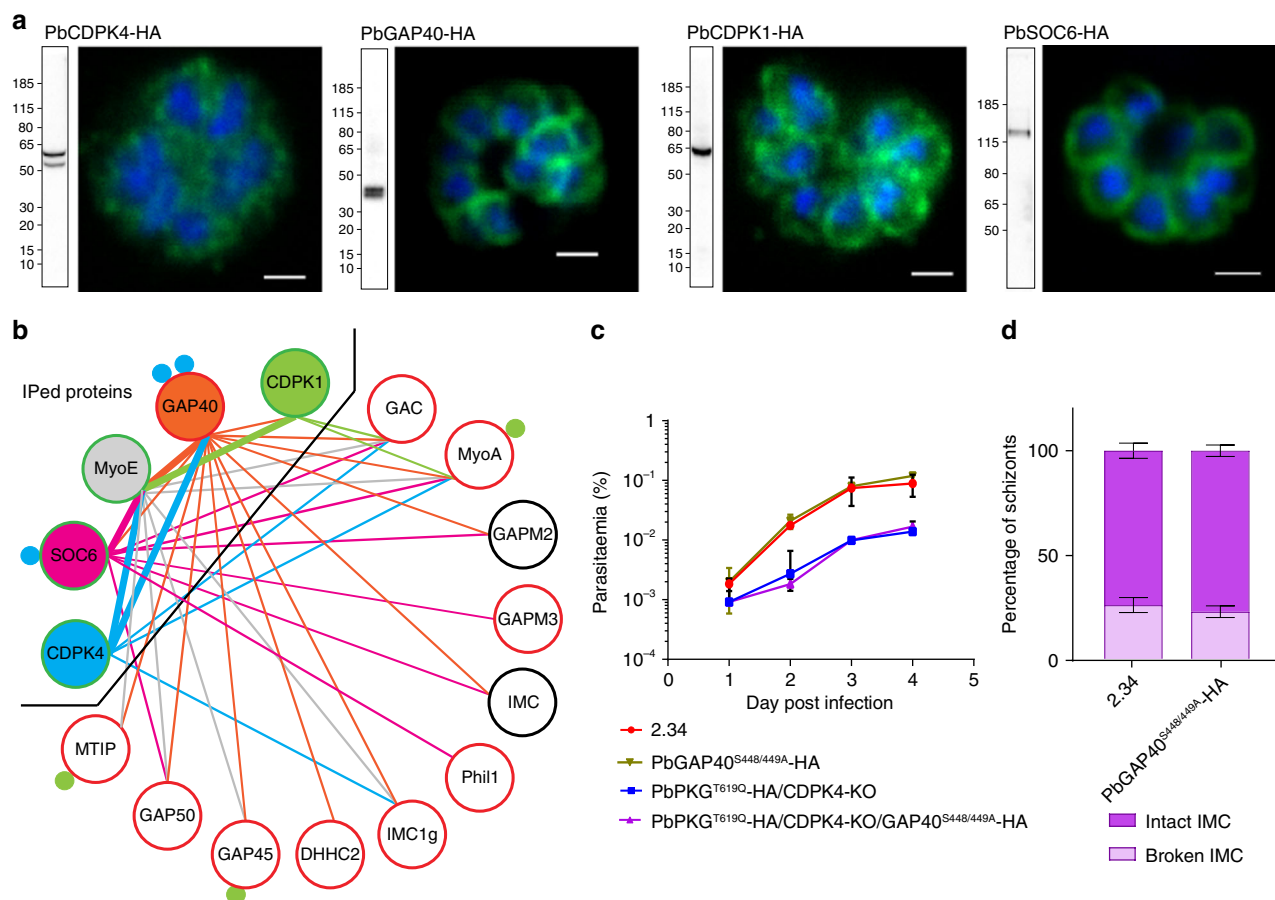 a
PbCDPK4-HA
185
115
80
65
50
30
20
15
10
PbGAP40-HA
185
115
80
65
50
30
20
15
10
PbCDPK1-HA
185
115
80
65
50
30
20
15
10
PbSOC6-HA
185
115
80
65
50
b
IPed proteins
GAP40
CDPK1
MyoE
SOC6
CDPK4
GAC
MyoA
GAPM2
GAPM3
IMC
Phil1
IMC1g
DHHC2
GAP45
GAP50
MTIP
c
Parasitaemia (%)
1
10⁻¹
10⁻²
10⁻³
10⁻⁴
0 1 2 3 4 5
Day post infection
2.34
PbGAP40^S448/449A-HA
PbPKG^T619Q-HA/CDPK4-KO
PbPKG^T619Q-HA/CDPK4-KO/GAP40^S448/449A-HA
d
Percentage of schizonts
100
50
0
2.34
PbGAP40^S448/449A-HA
Intact IMC
Broken IMC